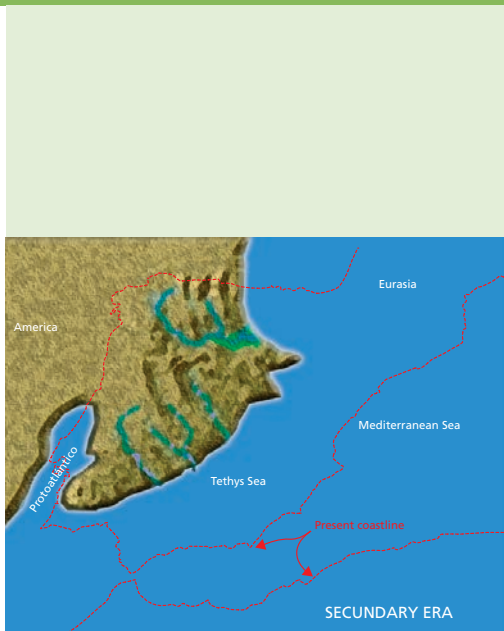 Eurasia
America
Mediterranean Sea
Protoatlántico
Tethys Sea
Present coastline
SECUNDARY ERA